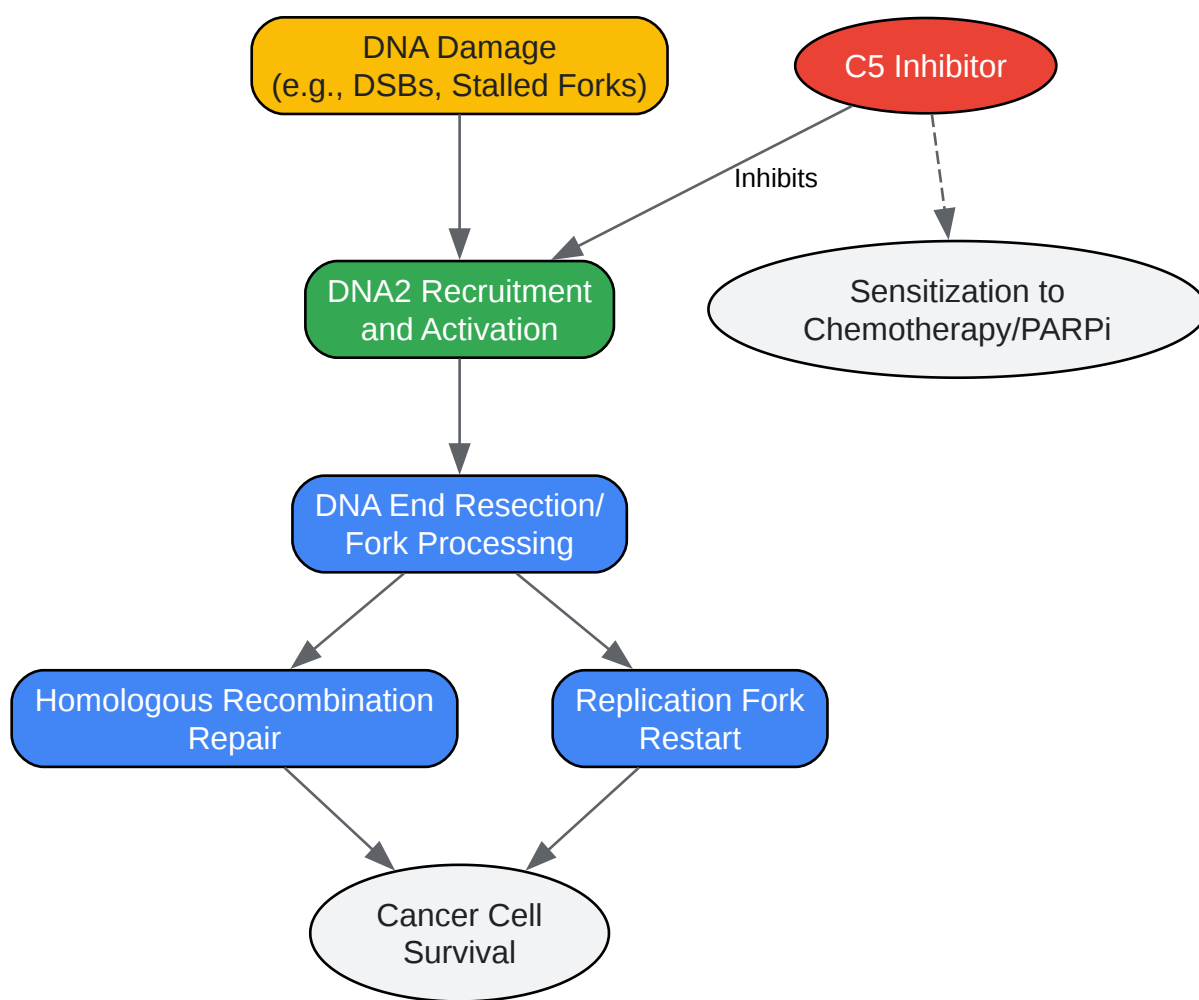 DNA Damage
(e.g., DSBs, Stalled Forks)
C5 Inhibitor
Inhibits
DNA2 Recruitment
and Activation
Sensitization to
Chemotherapy/PARPi
DNA End Resection/
Fork Processing
Homologous Recombination
Repair
Replication Fork
Restart
Cancer Cell
Survival